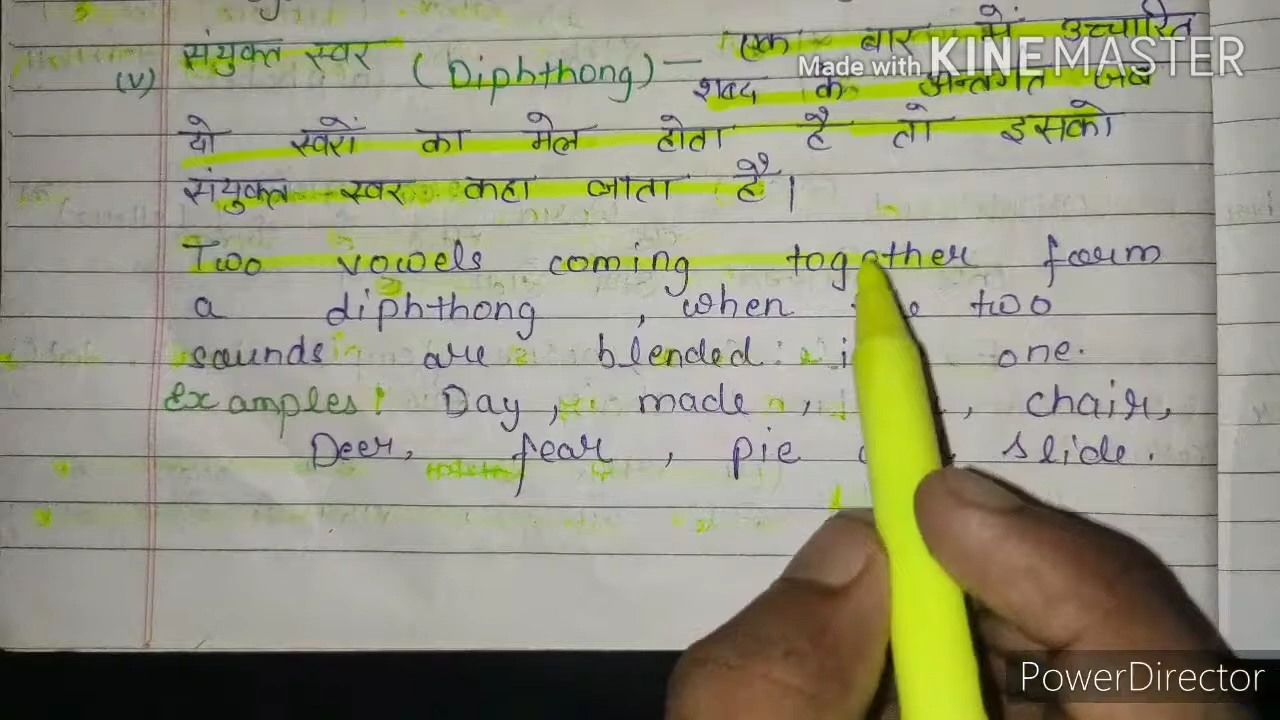 (v) संयुक्त स्वर (Diphthong) — एक बार में उच्चारित
शब्द के अन्तर्गत जब
दो स्वरों का मेल होता है तो इसको
संयुक्त स्वर कहा जाता है।
Two vowels coming together form
a diphthong , when two
sounds are blended one.
Examples: Day, made , , chair,
Deer, fear , pie slide.
Made with KINEMASTER
PowerDirector